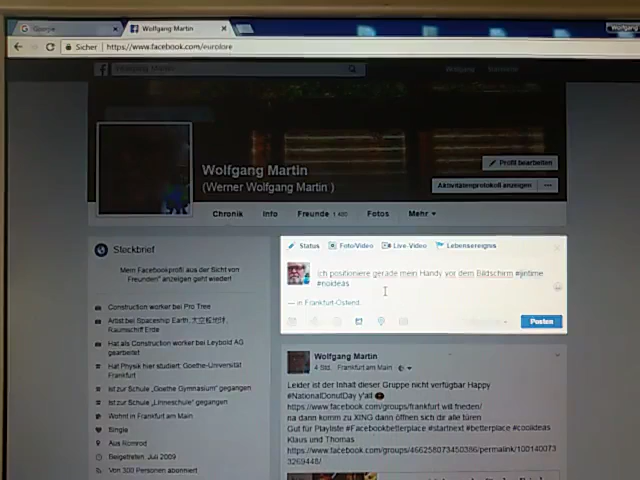 Google
Wolfgang Martin
Wolfgang
Sicher | https://www.facebook.com/eurolore
Wolfgang Martin
Wolfgang
Startseite
Wolfgang Martin
(Werner Wolfgang Martin )
Profil bearbeiten
Aktivitätenprotokoll anzeigen
Chronik
Info
Freunde
Fotos
Mehr
Steckbrief
Mein Facebookprofil aus der Sicht von
Freunden" anzeigen geht wieder!
Construction worker bei Pro Tree
Artist bei Spaceship Earth,
Raumschiff Erde
Hat als Construction worker bei Leybold AG
gearbeitet
Hat Physik hier studiert: Goethe-Universität
Frankfurt
Ist zur Schule „Goethe Gymnasium" gegangen
Ist zur Schule „Linneschule" gegangen
Wohnt in Frankfurt am Main
Single
Aus Romrod
Beigetreten: Juli 2009
Von 300 Personen abonniert
Status
Foto/Video
Live-Video
Lebensereignis
Ich positioniere gerade mein Handy vor dem Bildschirm #jintime
#noideas
— in Frankfurt-Ostend.
Posten
Wolfgang Martin
4 Std. Frankfurt am Main
Leider ist der Inhalt dieser Gruppe nicht verfügbar Happy
#NationalDonutDay y'all
https://www.facebook.com/groups/frankfurt will frieden/
na dann komm zu XING dann öffnen sich dir alle türen
Gut für Playliste #Facebookbetterplace #startnext #betterplace #coolideas
Klaus und Thomas
https://www.facebook.com/groups/466258073450386/permalink/100140073
3269448/